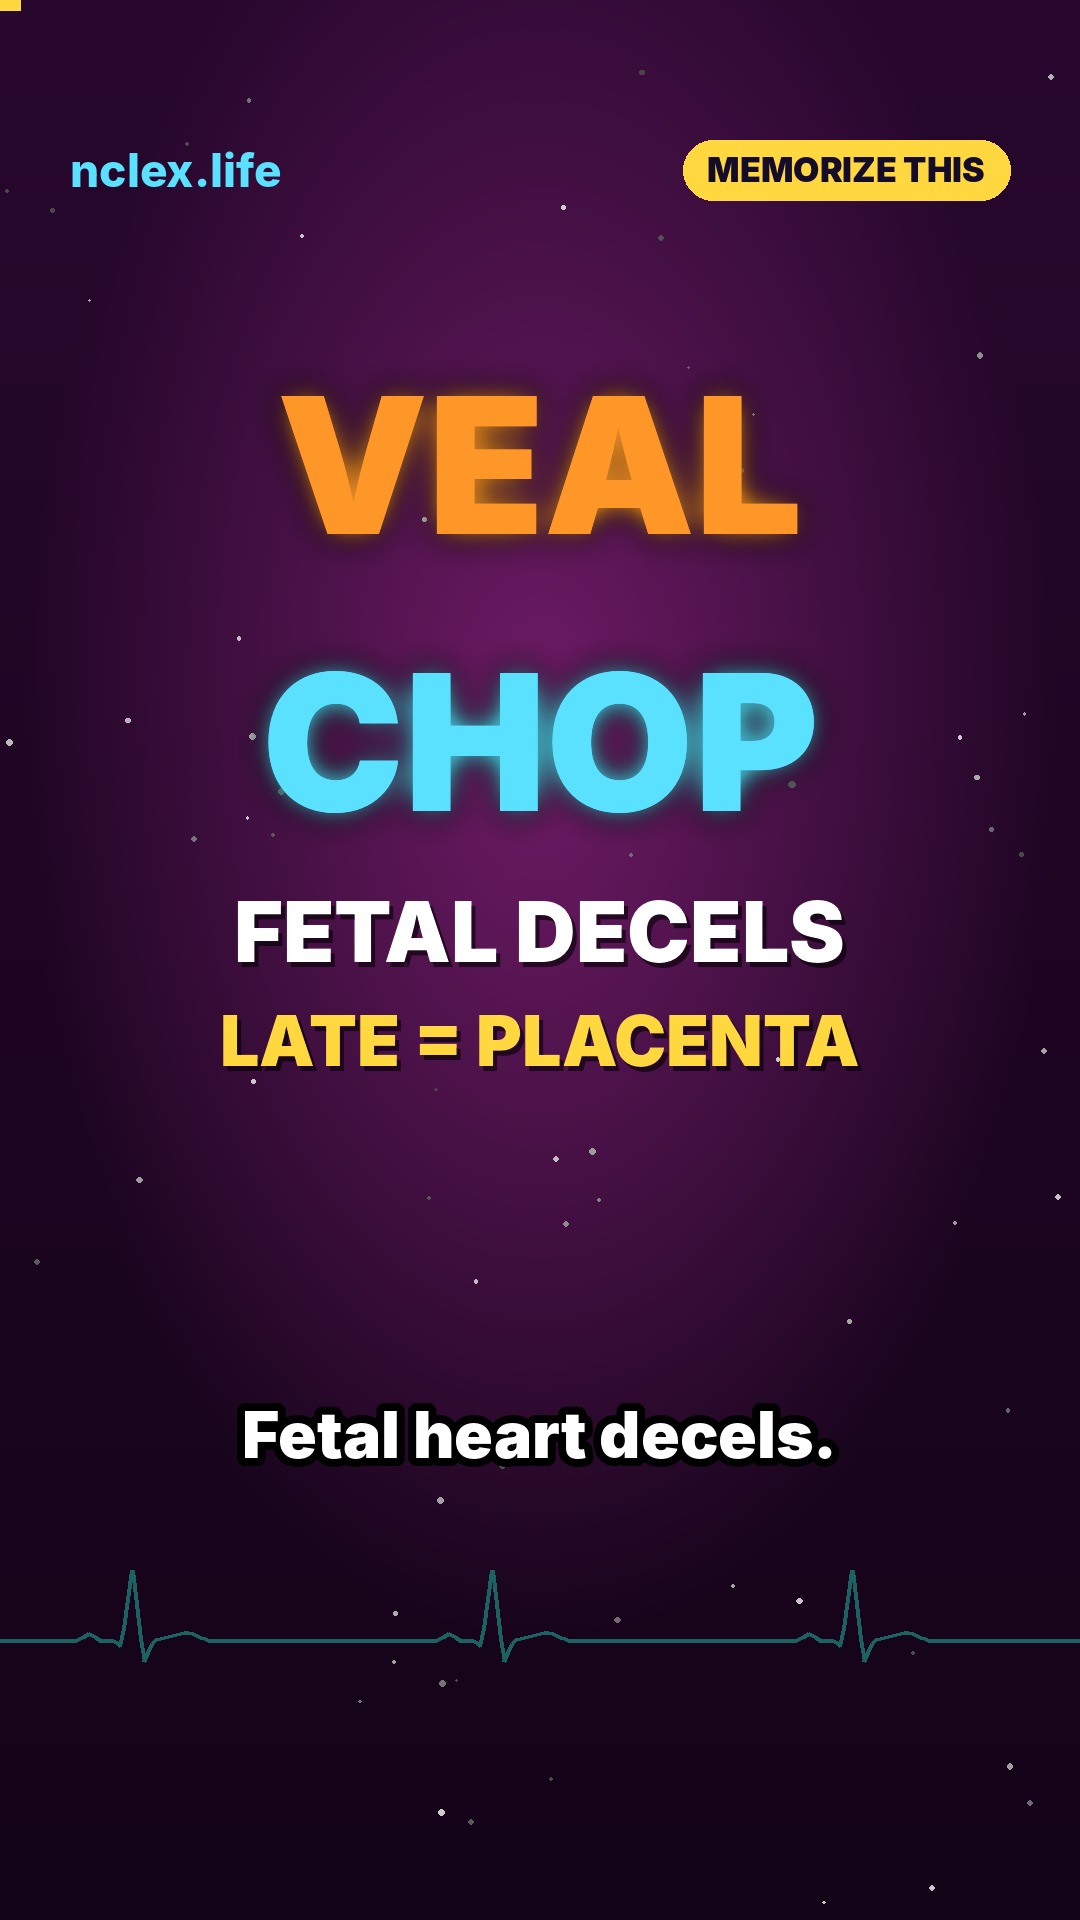 nclex.life
MEMORIZE THIS
VEAL
CHOP
FETAL DECELS
LATE = PLACENTA
Fetal heart decels.